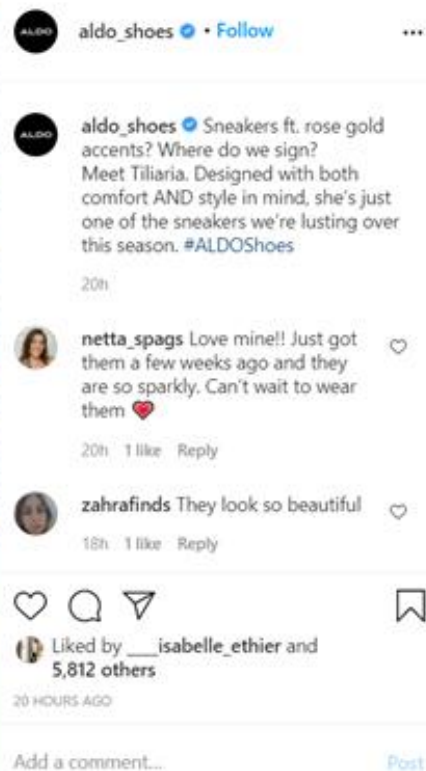 ALDO
aldo_shoes • Follow
ALDO
aldo_shoes Sneakers ft. rose gold
accents? Where do we sign?
Meet Tiliaria. Designed with both
comfort AND style in mind, she's just
one of the sneakers we're lusting over
this season. #ALDOShoes
20h
netta_spags Love mine!! Just got
them a few weeks ago and they
are so sparkly. Can't wait to wear
them
20h 1 like Reply
zahrafinds They look so beautiful
18h 1 like Reply
Liked by ___isabelle_ethier and
5,812 others
20 HOURS AGO
Add a comment... Post